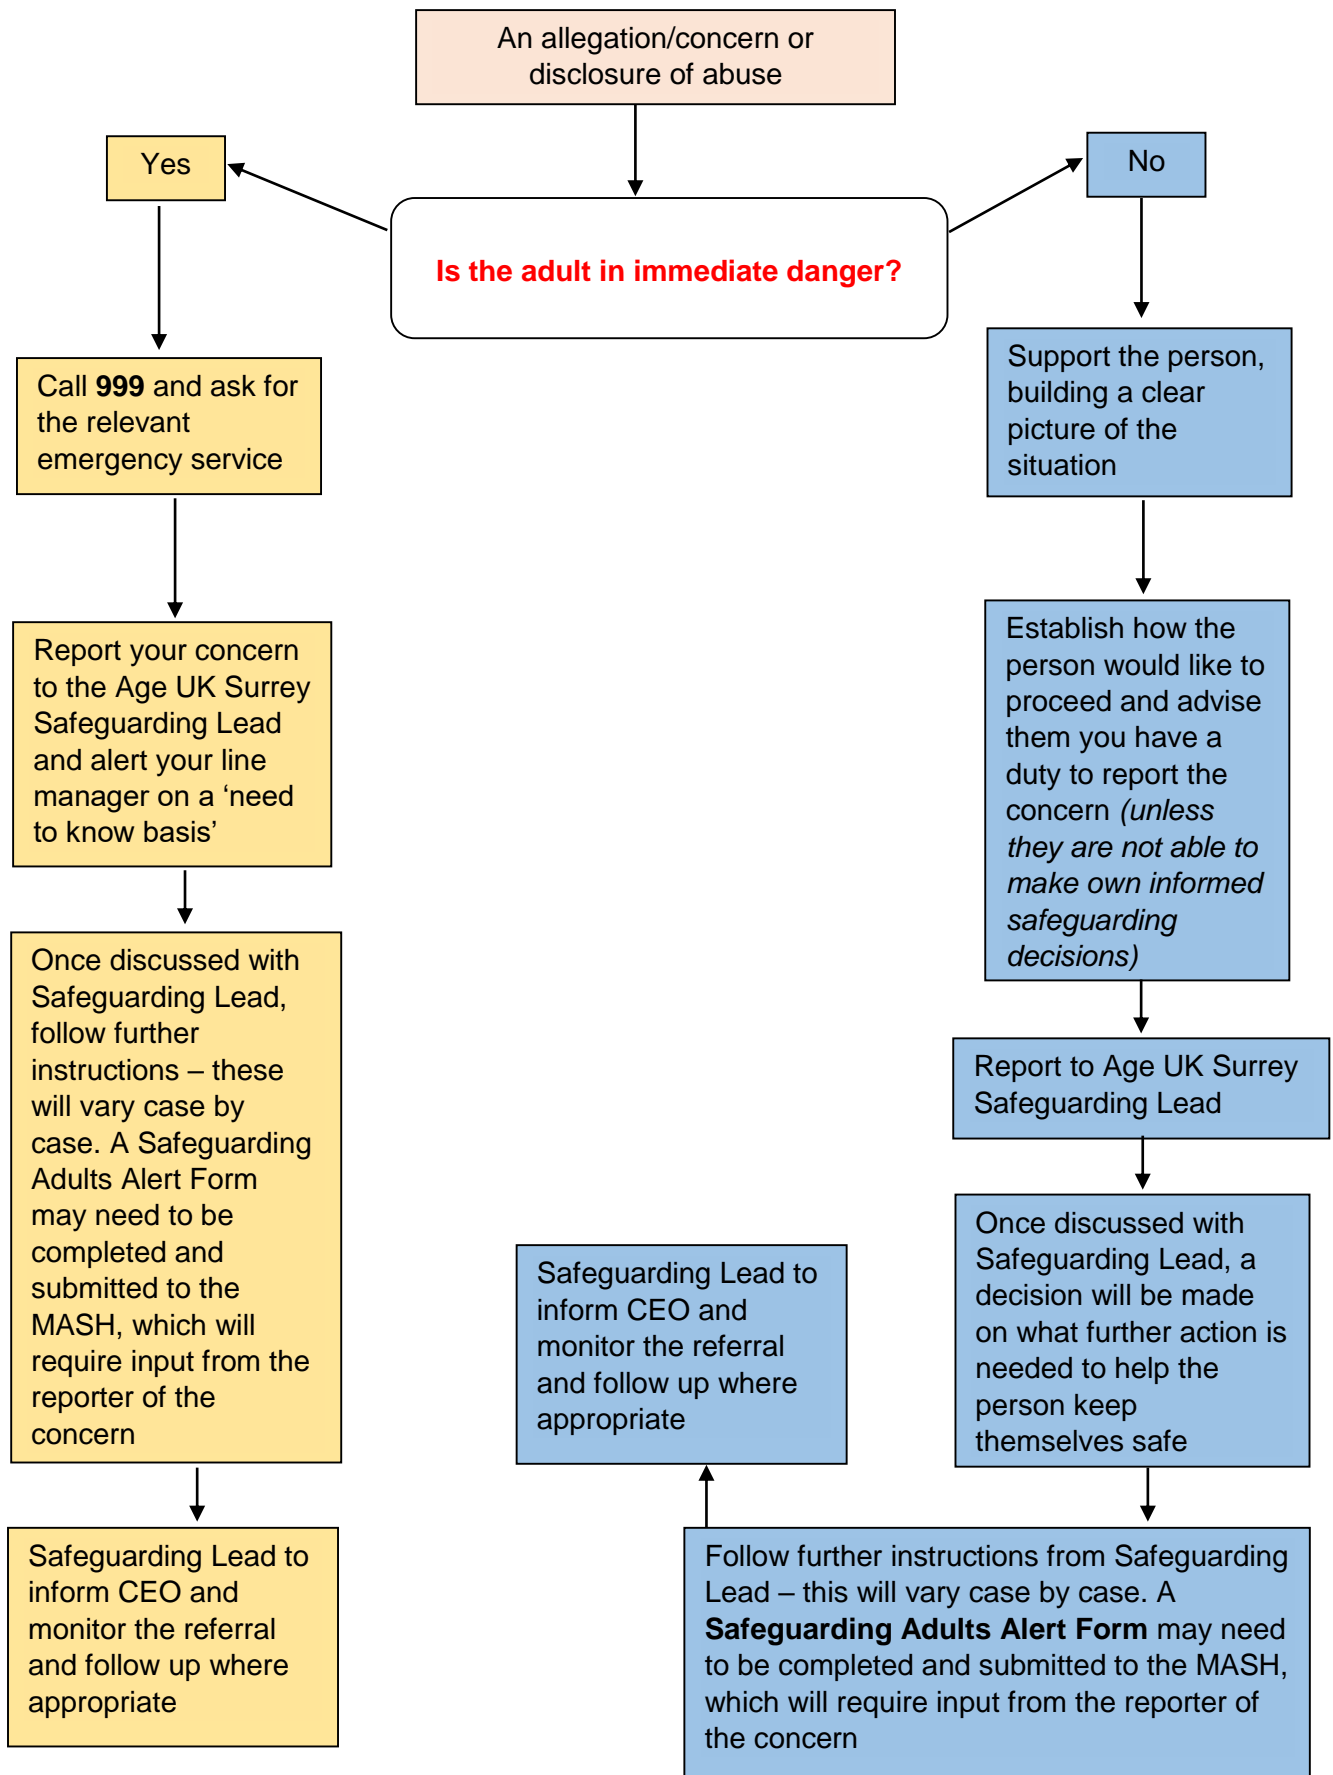 An allegation/concern or
disclosure of abuse
Yes
No
Is the adult in immediate danger?
Call 999 and ask for
the relevant
emergency service
Report your concern
to the Age UK Surrey
Safeguarding Lead
and alert your line
manager on a ‘need
to know basis’
Once discussed with
Safeguarding Lead,
follow further
instructions – these
will vary case by
case. A Safeguarding
Adults Alert Form
may need to be
completed and
submitted to the
MASH, which will
require input from the
reporter of the
concern
Safeguarding Lead to
inform CEO and
monitor the referral
and follow up where
appropriate
Support the person,
building a clear
picture of the
situation
Establish how the
person would like to
proceed and advise
them you have a
duty to report the
concern (unless
they are not able to
make own informed
safeguarding
decisions)
Report to Age UK Surrey
Safeguarding Lead
Once discussed with
Safeguarding Lead, a
decision will be made
on what further action is
needed to help the
person keep
themselves safe
Follow further instructions from Safeguarding
Lead – this will vary case by case. A
Safeguarding Adults Alert Form may need
to be completed and submitted to the MASH,
which will require input from the reporter of
the concern
Safeguarding Lead to
inform CEO and
monitor the referral
and follow up where
appropriate